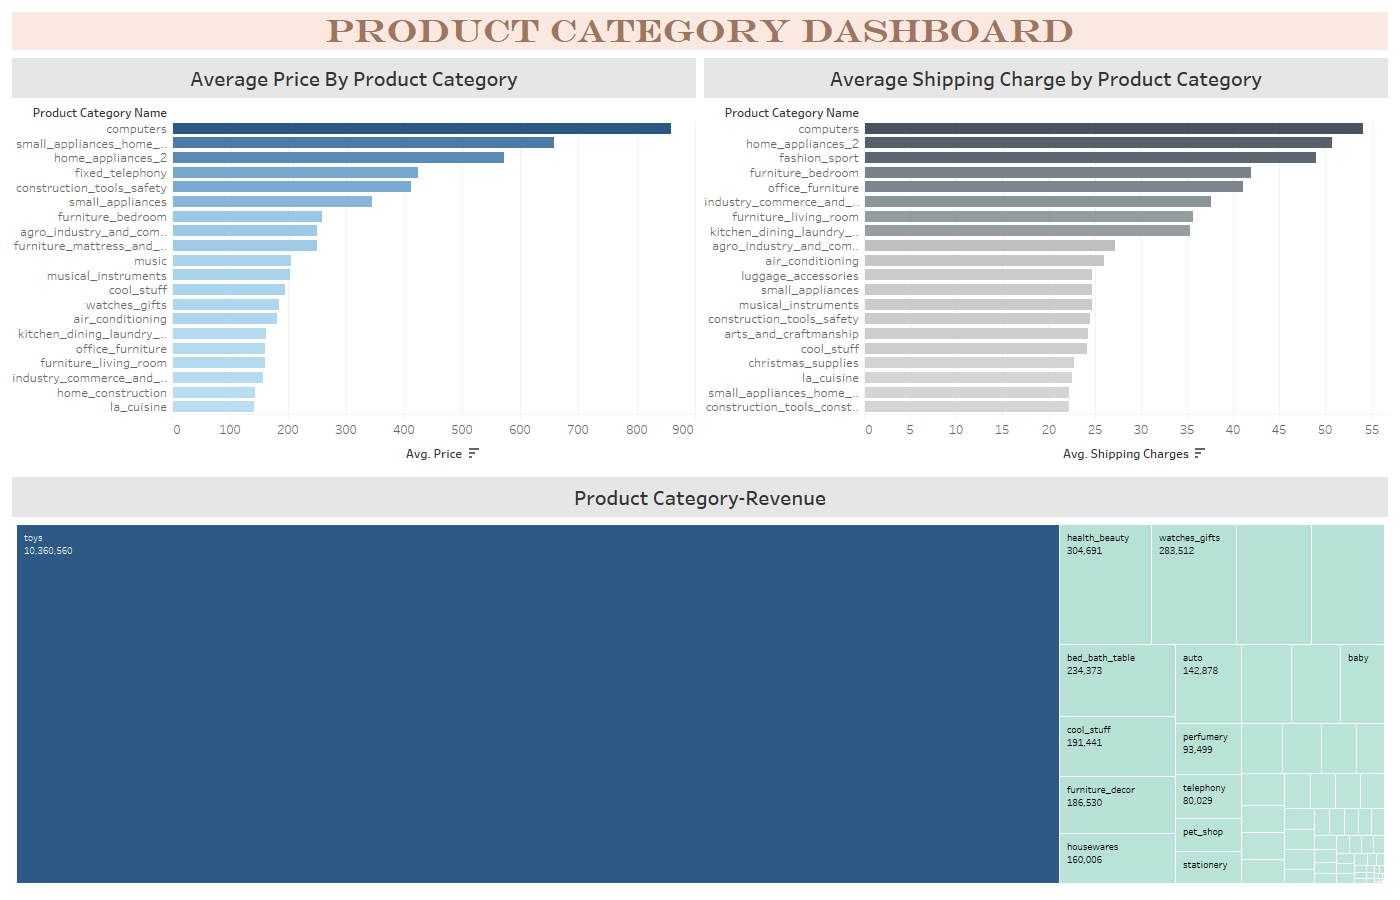 PRODUCT CATEGORY DASHBOARD
Average Price By Product Category
Product Category Name
computers
small_appliances_home_..
home_appliances_2
fixed_telephony
construction_tools_safety
small_appliances
furniture_bedroom
agro_industry_and_com..
furniture_mattress_and_..
music
musical_instruments
cool_stuff
watches_gifts
air_conditioning
kitchen_dining_laundry_..
office_furniture
furniture_living_room
industry_commerce_and_..
home_construction
la_cuisine
0 100 200 300 400 500 600 700 800 900
Avg. Price
Average Shipping Charge by Product Category
Product Category Name
computers
home_appliances_2
fashion_sport
furniture_bedroom
office_furniture
industry_commerce_and_..
furniture_living_room
kitchen_dining_laundry_..
agro_industry_and_com..
air_conditioning
luggage_accessories
small_appliances
musical_instruments
construction_tools_safety
arts_and_craftmanship
cool_stuff
christmas_supplies
la_cuisine
small_appliances_home_..
construction_tools_const..
0 5 10 15 20 25 30 35 40 45 50 55
Avg. Shipping Charges
Product Category-Revenue
toys
10,360,560
health_beauty
304,691
watches_gifts
283,512
bed_bath_table
234,373
auto
142,878
baby
cool_stuff
191,441
perfumery
93,499
furniture_decor
186,530
telephony
80,029
pet_shop
housewares
160,006
stationery